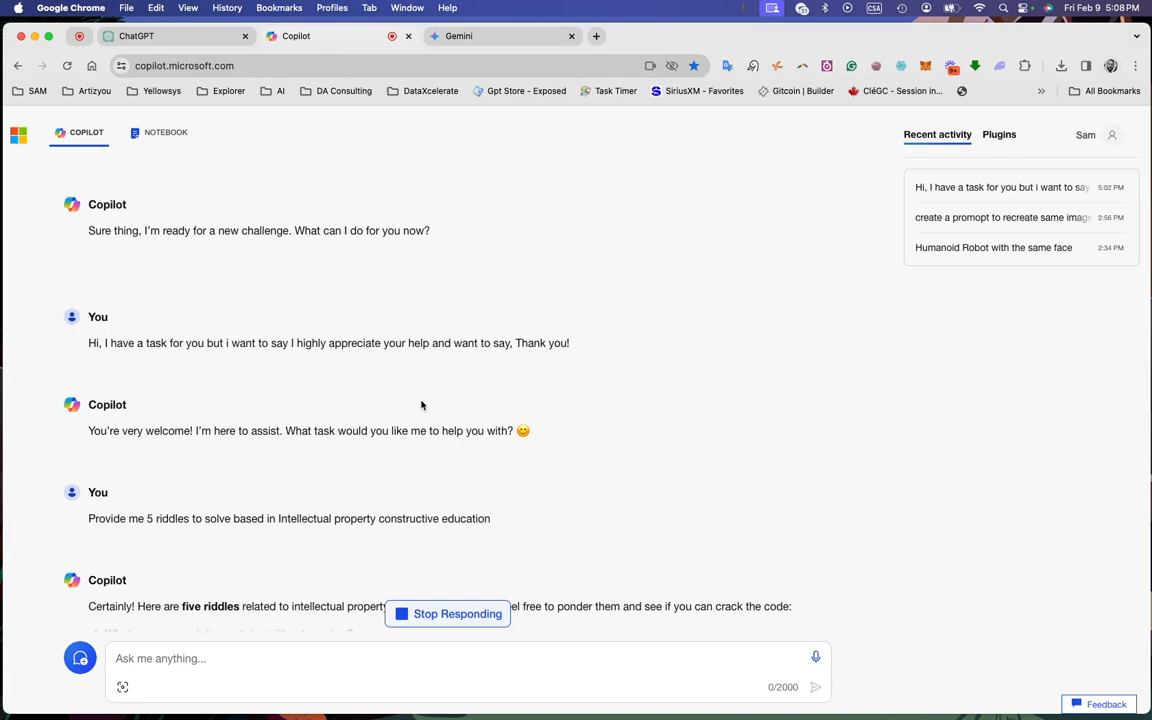 Google Chrome File Edit View History Bookmarks Profiles Tab Window Help CSA Fri Feb 9 5:08 PM
ChatGPT Copilot Gemini
copilot.microsoft.com 9+
SAM Artizyou Yellowsys Explorer AI DA Consulting DataXcelerate Gpt Store - Exposed Task Timer SiriusXM - Favorites Gitcoin | Builder CléGC - Session in... » All Bookmarks
COPILOT NOTEBOOK Recent activity Plugins Sam
Hi, I have a task for you but i want to say 5:02 PM
create a promopt to recreate same image 2:56 PM
Humanoid Robot with the same face 2:34 PM
Copilot
Sure thing, I'm ready for a new challenge. What can I do for you now?
You
Hi, I have a task for you but i want to say I highly appreciate your help and want to say, Thank you!
Copilot
You're very welcome! I'm here to assist. What task would you like me to help you with? 😊
You
Provide me 5 riddles to solve based in Intellectual property constructive education
Copilot
Certainly! Here are five riddles related to intellectual property el free to ponder them and see if you can crack the code:
Stop Responding
Ask me anything...
0/2000
Feedback